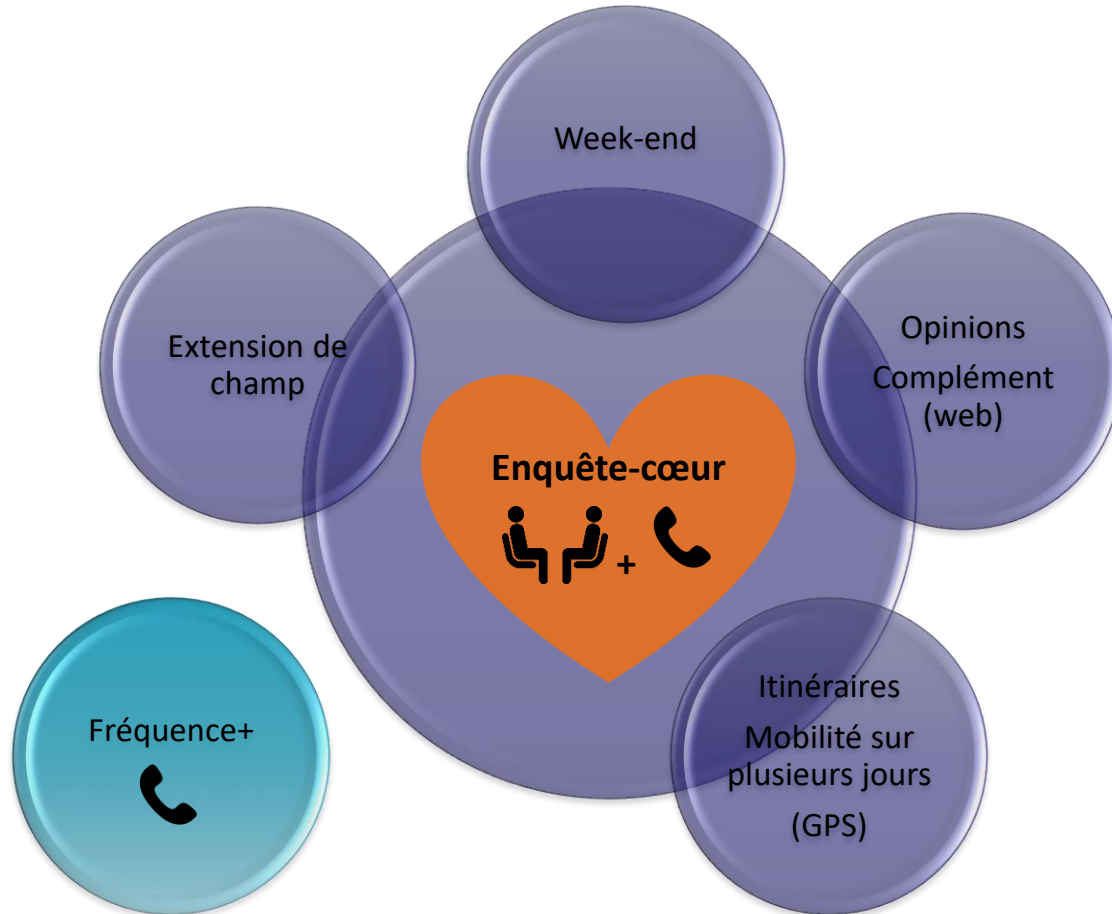 Week-end
Extension de
champ
Opinions
Complément
(web)
Enquête-cœur
+
Itinéraires
Mobilité sur
plusieurs jours
(GPS)
Fréquence+